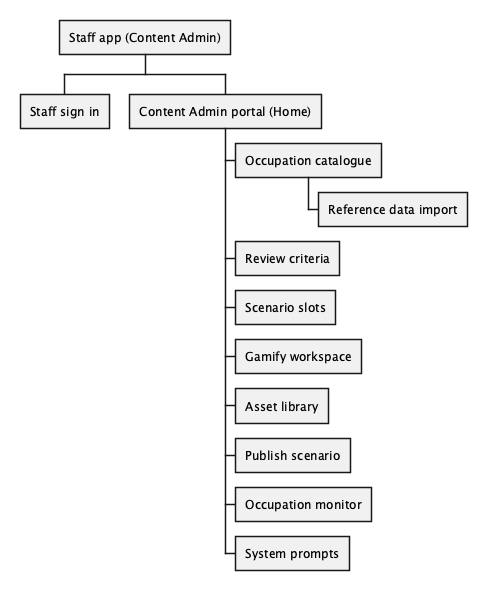 Staff app (Content Admin)
Staff sign in
Content Admin portal (Home)
Occupation catalogue
Reference data import
Review criteria
Scenario slots
Gamify workspace
Asset library
Publish scenario
Occupation monitor
System prompts